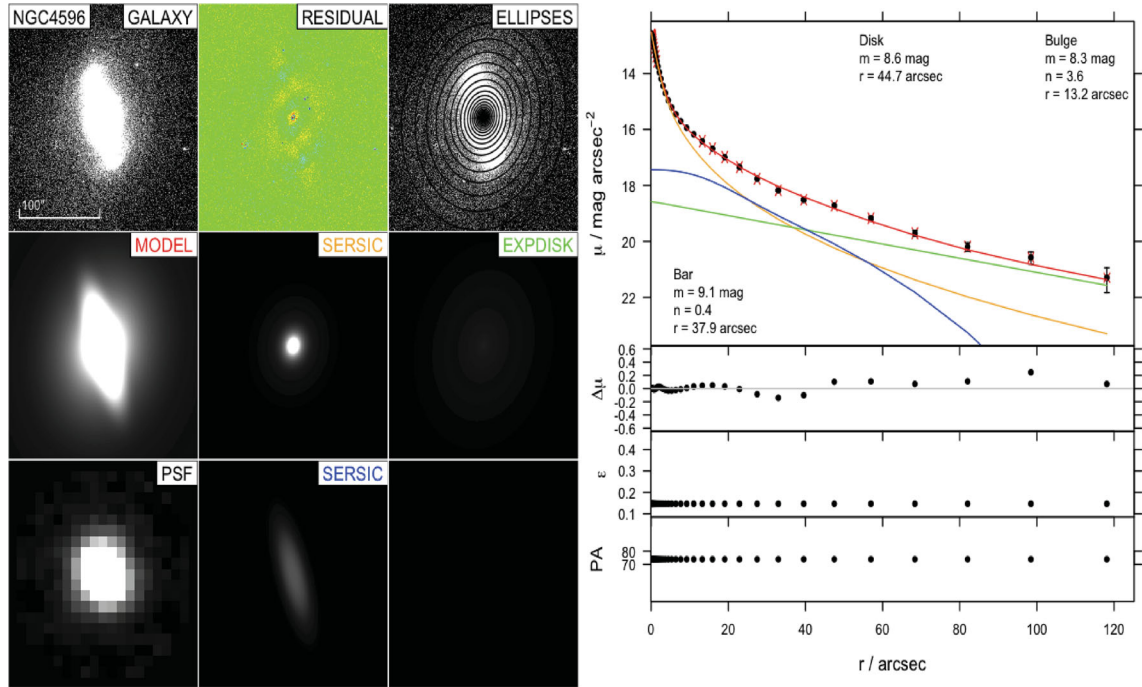 NGC4596
GALAXY
RESIDUAL
ELLIPSES
100"
MODEL
SERSIC
EXPDISK
PSF
SERSIC
Disk
m = 8.6 mag
r = 44.7 arcsec
Bulge
m = 8.3 mag
n = 3.6
r = 13.2 arcsec
Bar
m = 9.1 mag
n = 0.4
r = 37.9 arcsec
μ / mag arcsec⁻²
14
16
18
20
22
Δμ
0.6
0.4
0.2
0.0
-0.2
-0.4
-0.6
ε
0.4
0.3
0.2
0.1
PA
80
70
0 20 40 60 80 100 120
r / arcsec